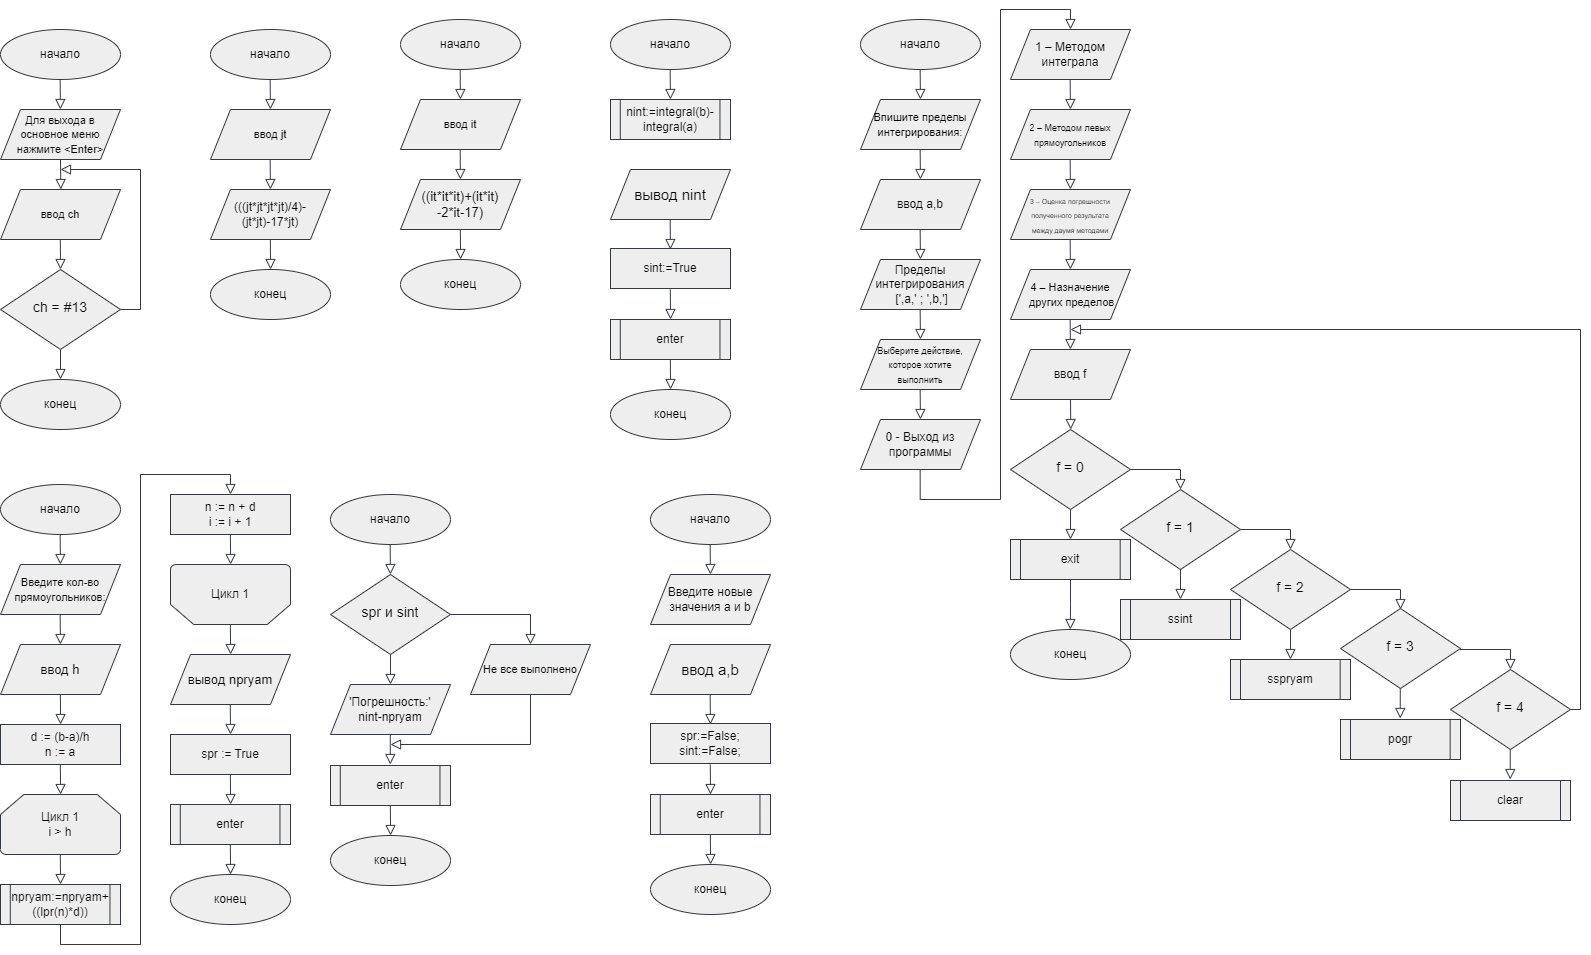 начало
Для выхода в
основное меню
нажмите <Enter>
ввод ch
ch = #13
конец
начало
ввод jt
(((jt*jt*jt*jt)/4)-
(jt*jt)-17*jt)
конец
начало
ввод it
((it*it*it)+(it*it)
-2*it-17)
конец
начало
nint:=integral(b)-
integral(a)
вывод nint
sint:=True
enter
конец
начало
Впишите пределы
интегрирования:
ввод a,b
Пределы
интегрирования
[',a,' ; ',b,']
Выберите действие,
которое хотите
выполнить
0 - Выход из
программы
1 – Методом
интеграла
2 – Методом левых
прямоугольников
3 – Оценка погрешности
полученного результата
между двумя методами
4 – Назначение
других пределов
ввод f
f = 0
exit
конец
f = 1
ssint
f = 2
sspryam
f = 3
pogr
f = 4
clear
начало
Введите кол-во
прямоугольников:
ввод h
d := (b-a)/h
n := a
Цикл 1
i > h
npryam:=npryam+
((lpr(n)*d))
n := n + d
i := i + 1
Цикл 1
вывод npryam
spr := True
enter
конец
начало
spr и sint
Не все выполнено
'Погрешность:'
nint-npryam
enter
конец
начало
Введите новые
значения a и b
ввод a,b
spr:=False;
sint:=False;
enter
конец